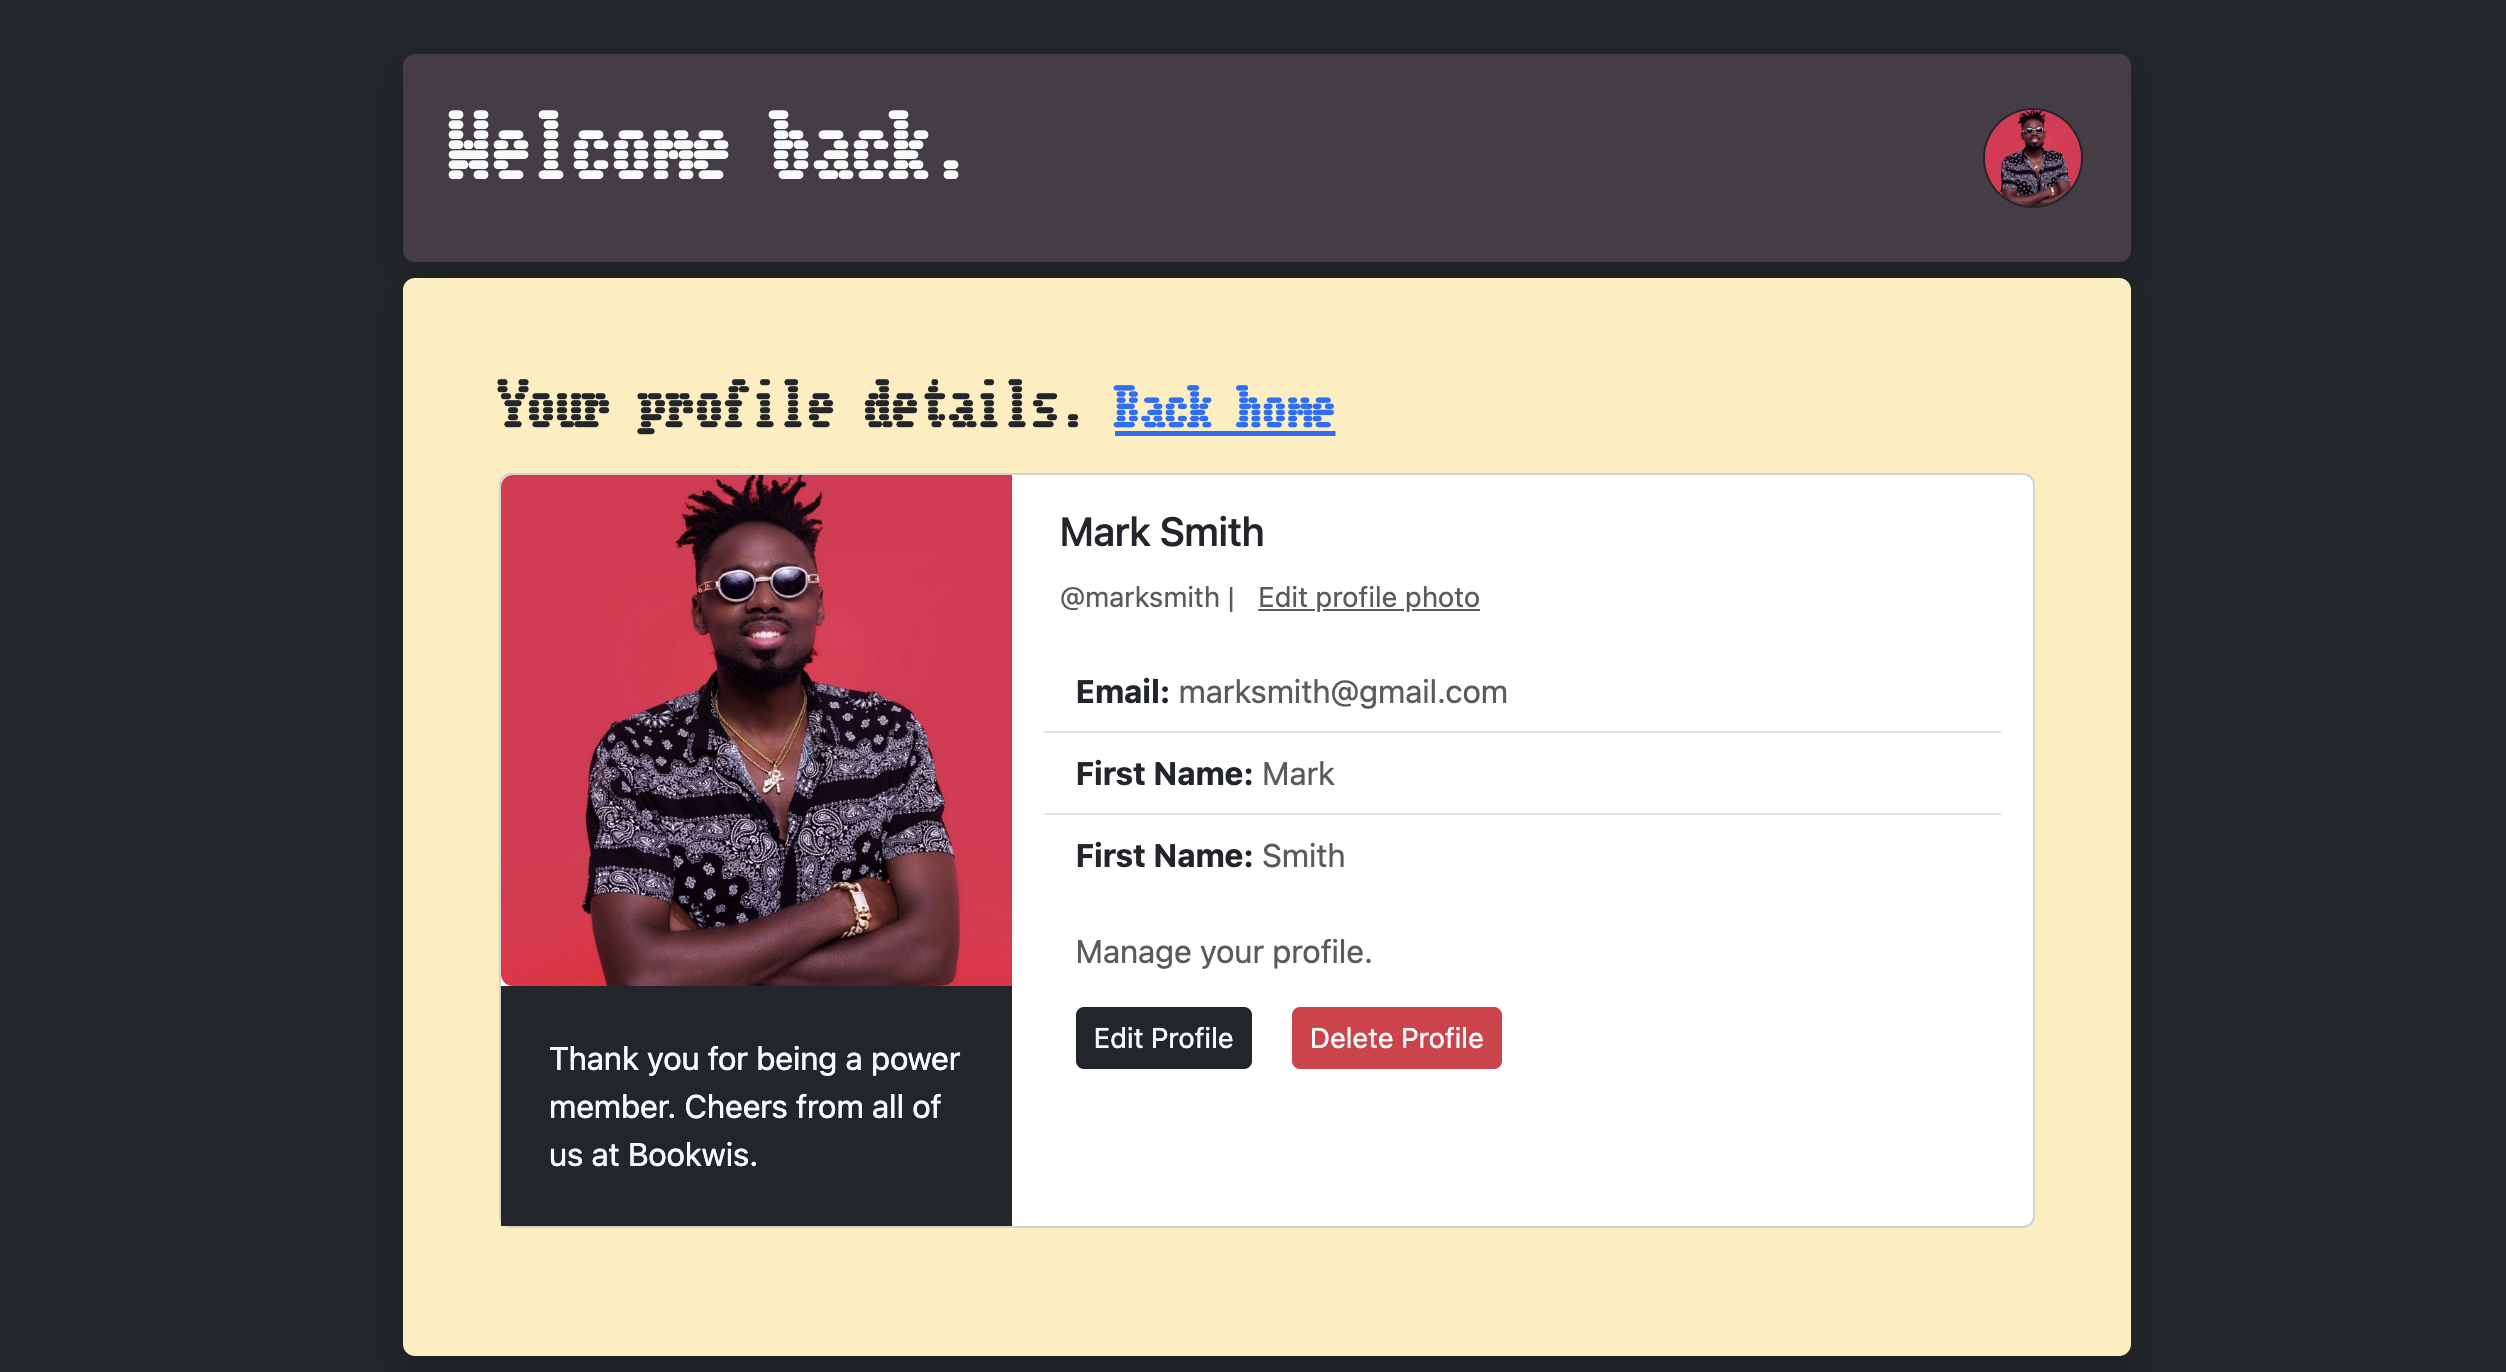 Welcome back.
Your profile details. Back home
Mark Smith
@marksmith | Edit profile photo
Email: marksmith@gmail.com
First Name: Mark
First Name: Smith
Manage your profile.
Edit Profile Delete Profile
Thank you for being a power
member. Cheers from all of
us at Bookwis.